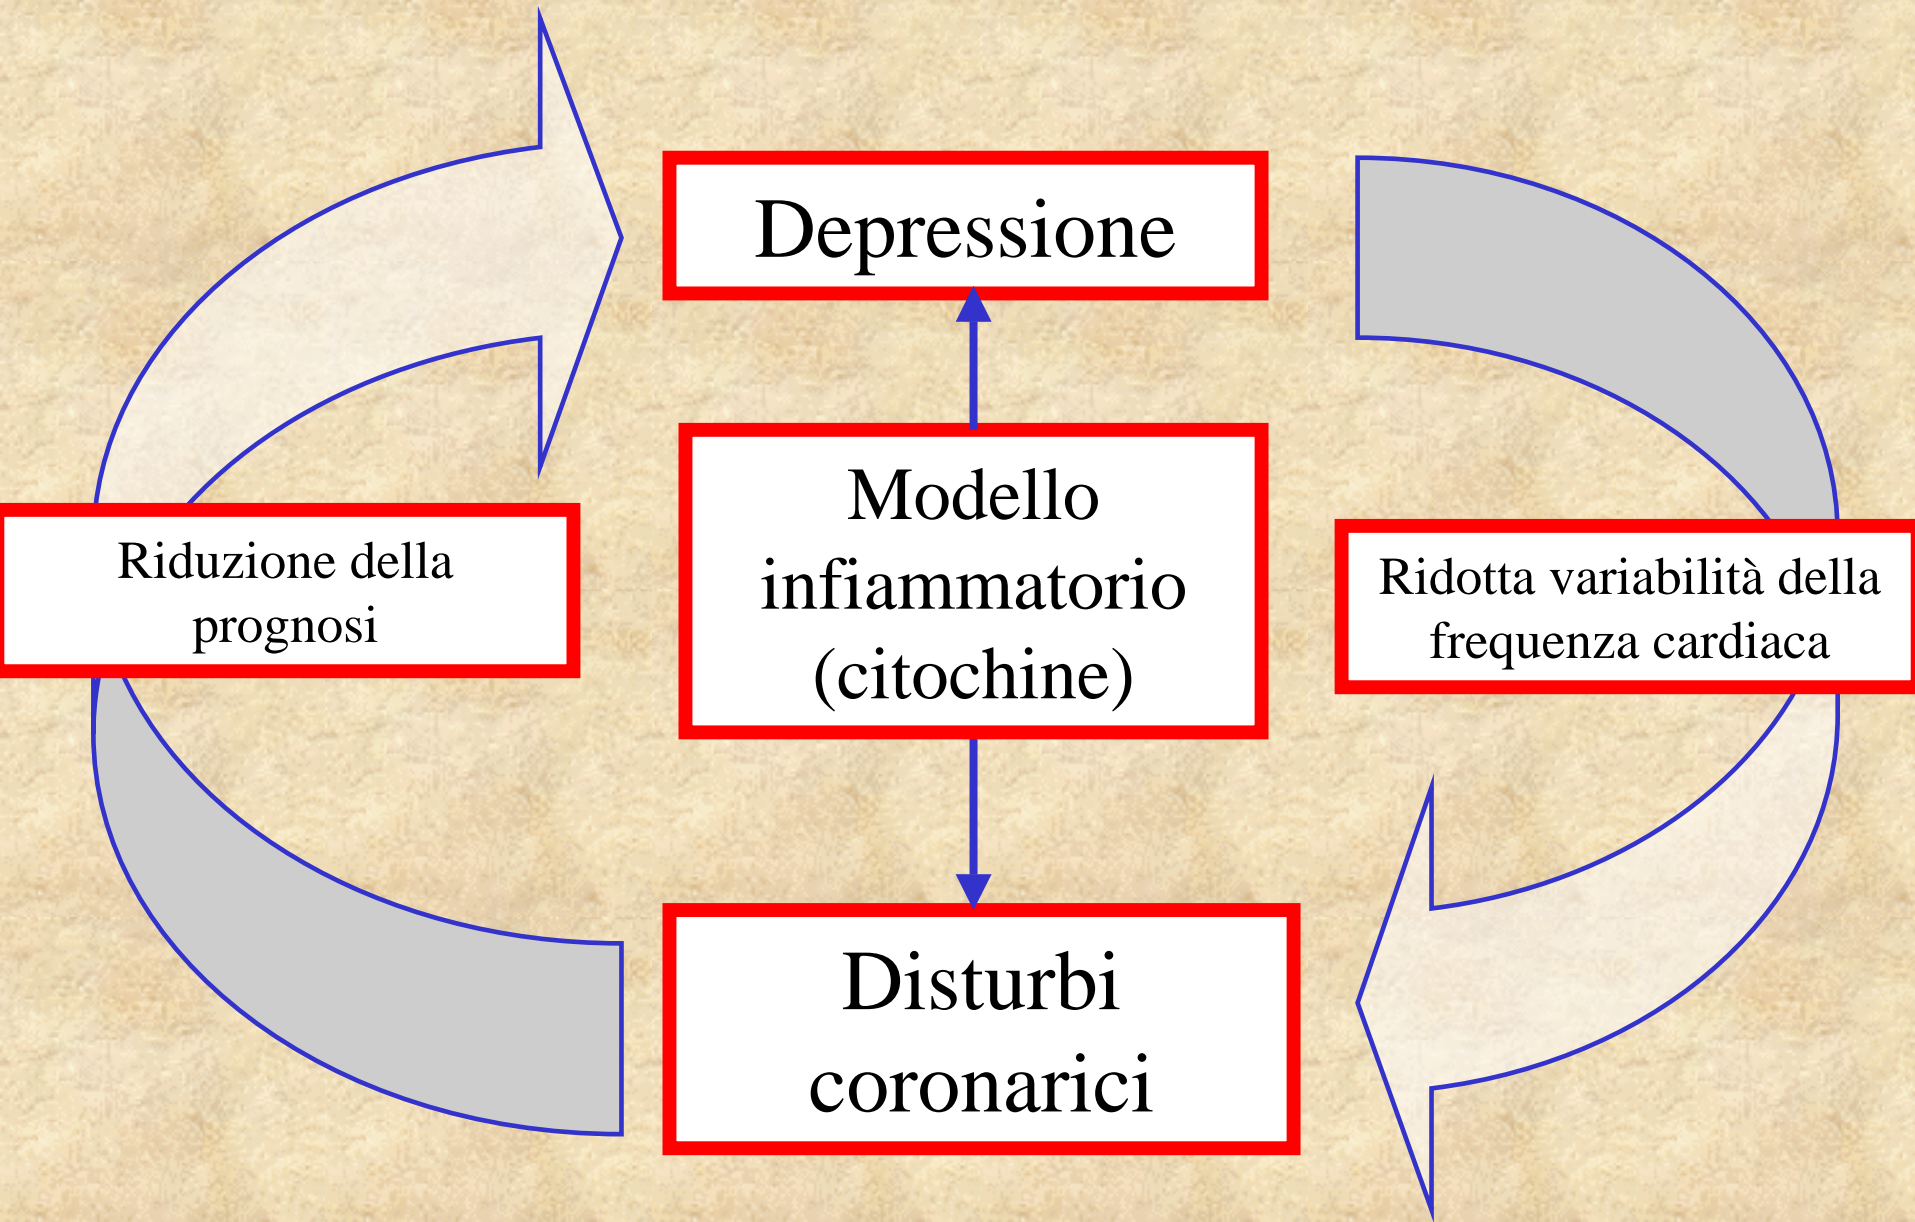 Depressione
Modello
infiammatorio
(citochine)
Riduzione della
prognosi
Ridotta variabilità della
frequenza cardiaca
Disturbi
coronarici